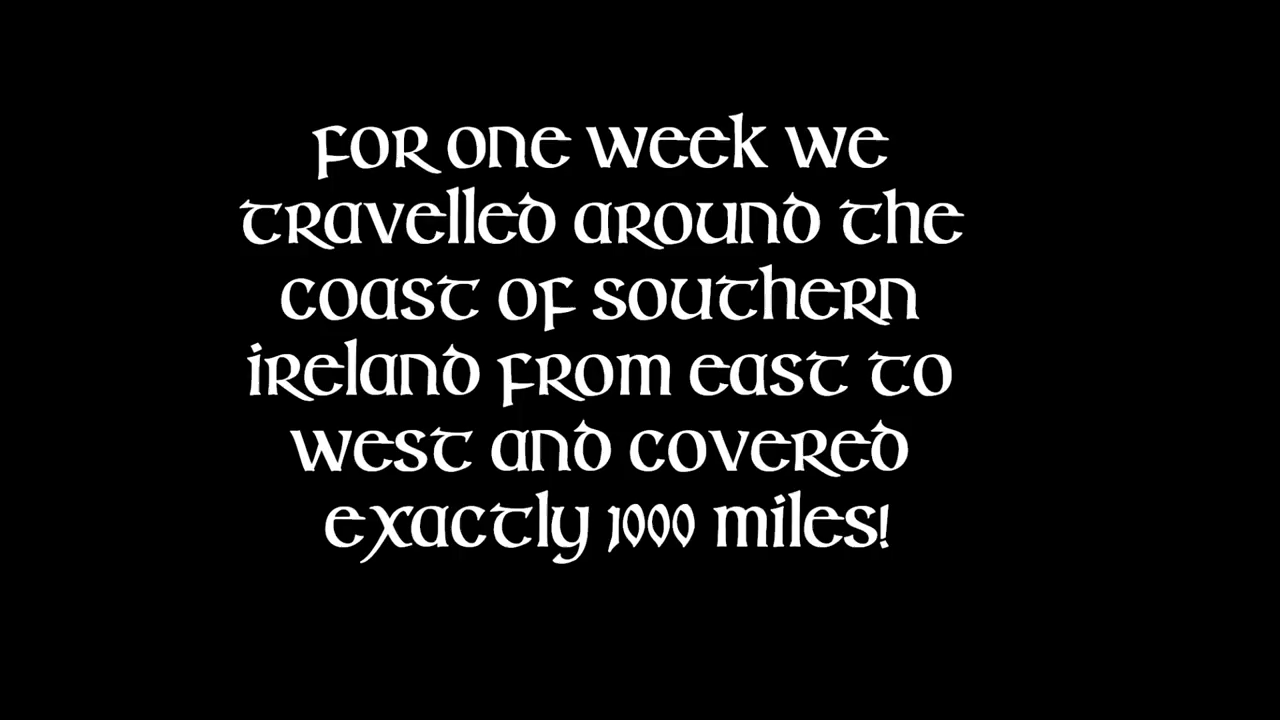 For one week we
travelled around the
coast of southern
ireland from east to
west and covered
exactly 1000 miles!